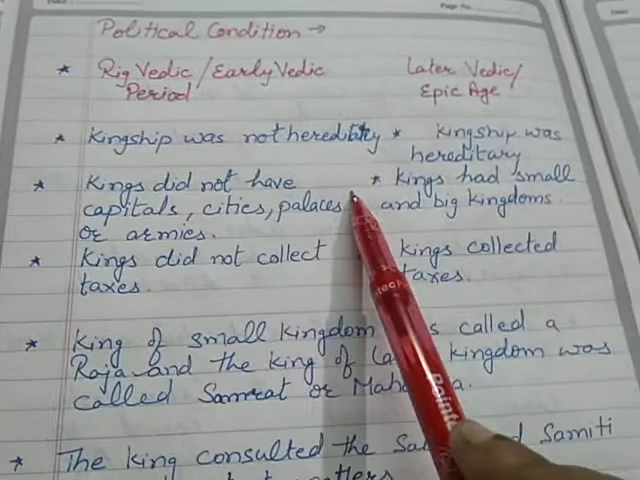 Page No.
Political Condition →
* Rig Vedic / Early Vedic Period
Later Vedic / Epic Age
* Kingship was not hereditary
* Kingship was hereditary
* Kings did not have capitals, cities, palaces or armies.
* Kings had small and big kingdoms.
* Kings did not collect taxes.
Kings collected taxes.
* King of small kingdom called a
Raja and the king of kingdom was
called Samrat or
* The king consulted the Samiti